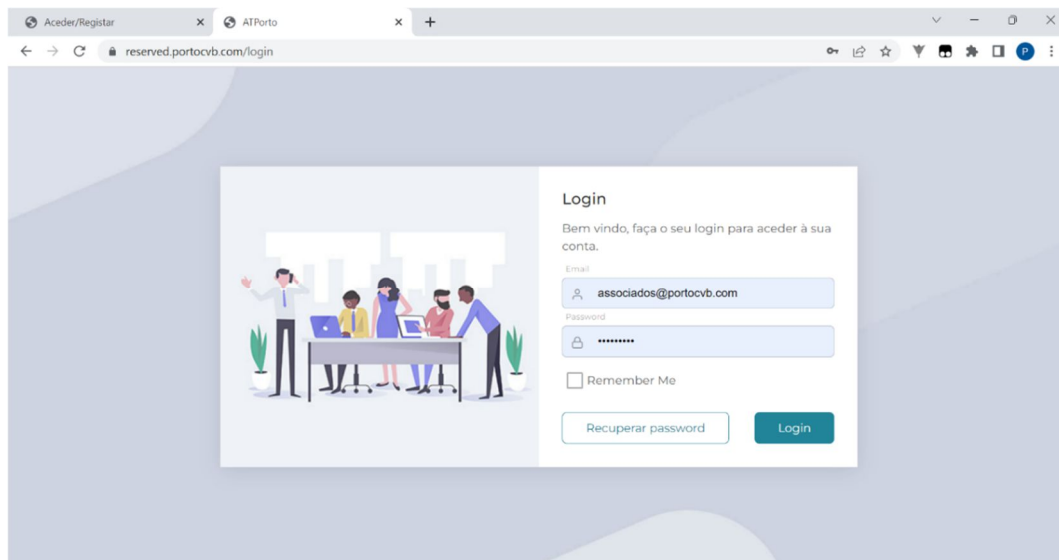 Aceder/Registar
ATPorto
reserved.portocvb.com/login
P
Login
Bem vindo, faça o seu login para aceder à sua
conta.
Email
associados@portocvb.com
Password
•••••••••
Remember Me
Recuperar password
Login